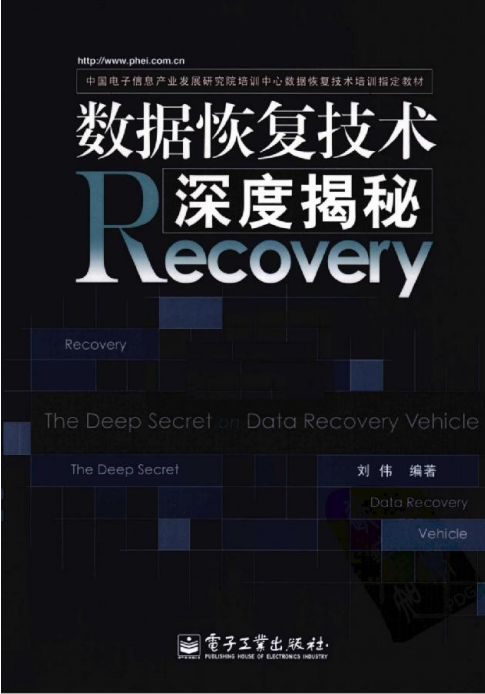 http://www.phei.com.cn
中国电子信息产业发展研究院培训中心数据恢复技术培训指定教材
数据恢复技术
深度揭秘
Recovery
Recovery
The Deep Secret on Data Recovery Vehicle
The Deep Secret
刘 伟 编著
Data Recovery
Vehicle
電子工業出版社·
PUBLISHING HOUSE OF ELECTRONICS INDUSTRY
PDG